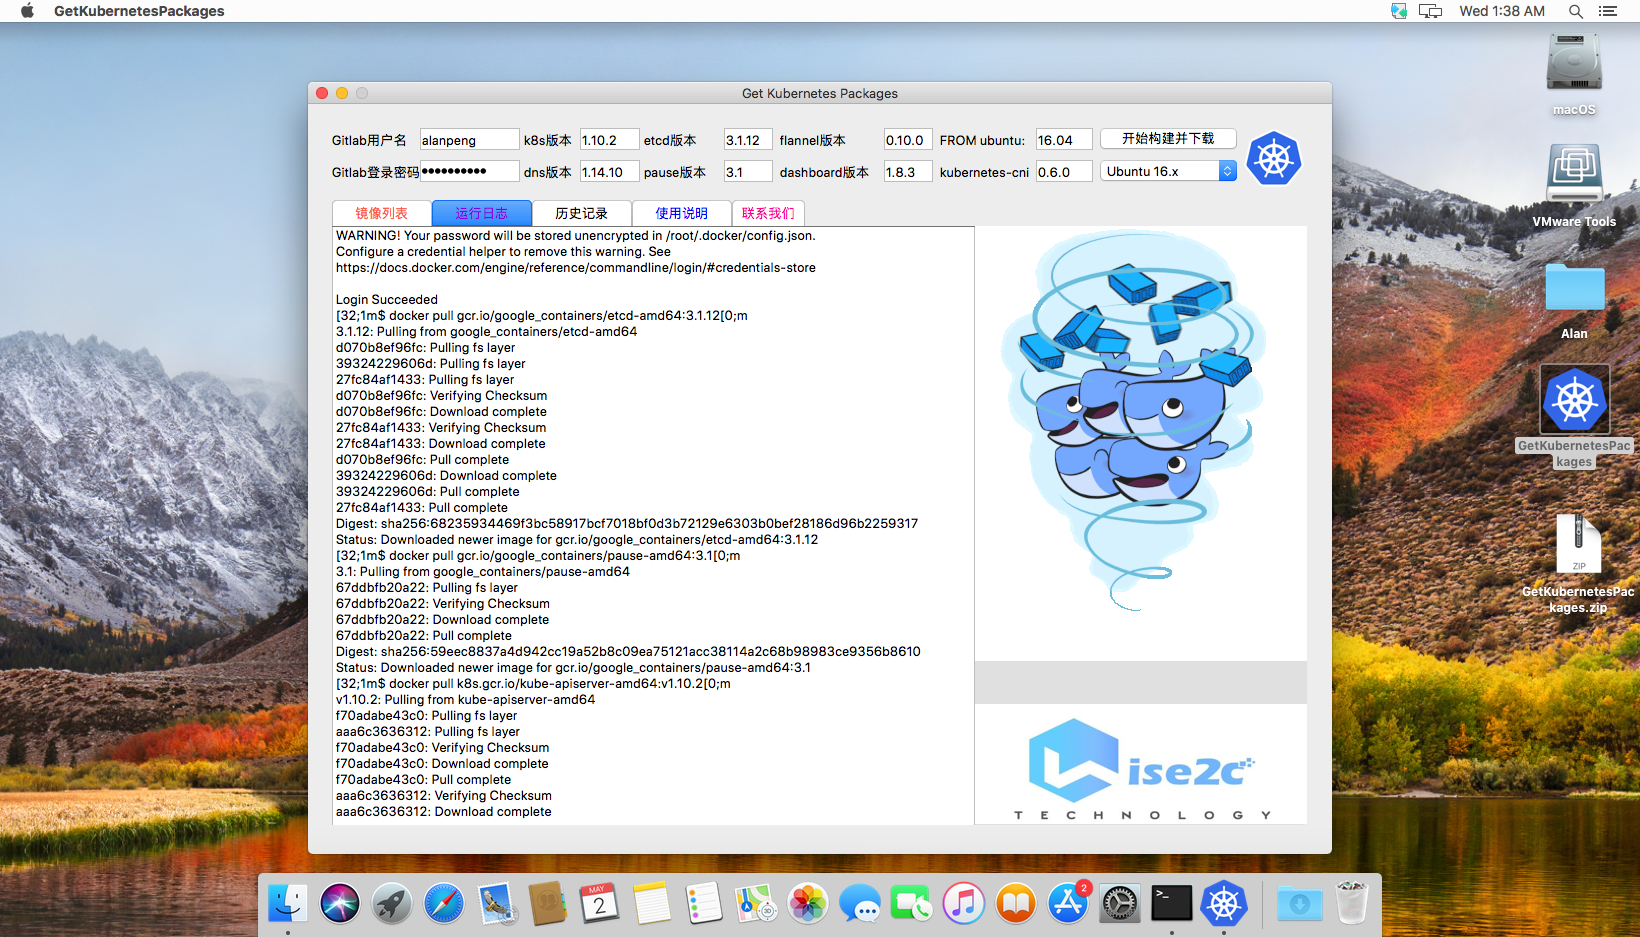 GetKubernetesPackages
Wed 1:38 AM
Get Kubernetes Packages
Gitlab用户名 alanpeng k8s版本 1.10.2 etcd版本 3.1.12 flannel版本 0.10.0 FROM ubuntu: 16.04 开始构建并下载
Gitlab登录密码 •••••••••• dns版本 1.14.10 pause版本 3.1 dashboard版本 1.8.3 kubernetes-cni 0.6.0 Ubuntu 16.x
镜像列表 运行日志 历史记录 使用说明 联系我们
WARNING! Your password will be stored unencrypted in /root/.docker/config.json.
Configure a credential helper to remove this warning. See
https://docs.docker.com/engine/reference/commandline/login/#credentials-store
Login Succeeded
[32;1m$ docker pull gcr.io/google_containers/etcd-amd64:3.1.12[0;m
3.1.12: Pulling from google_containers/etcd-amd64
d070b8ef96fc: Pulling fs layer
39324229606d: Pulling fs layer
27fc84af1433: Pulling fs layer
d070b8ef96fc: Verifying Checksum
d070b8ef96fc: Download complete
27fc84af1433: Verifying Checksum
27fc84af1433: Download complete
d070b8ef96fc: Pull complete
39324229606d: Download complete
39324229606d: Pull complete
27fc84af1433: Pull complete
Digest: sha256:68235934469f3bc58917bcf7018bf0d3b72129e6303b0bef28186d96b2259317
Status: Downloaded newer image for gcr.io/google_containers/etcd-amd64:3.1.12
[32;1m$ docker pull gcr.io/google_containers/pause-amd64:3.1[0;m
3.1: Pulling from google_containers/pause-amd64
67ddbfb20a22: Pulling fs layer
67ddbfb20a22: Verifying Checksum
67ddbfb20a22: Download complete
67ddbfb20a22: Pull complete
Digest: sha256:59eec8837a4d942cc19a52b8c09ea75121acc38114a2c68b98983ce9356b8610
Status: Downloaded newer image for gcr.io/google_containers/pause-amd64:3.1
[32;1m$ docker pull k8s.gcr.io/kube-apiserver-amd64:v1.10.2[0;m
v1.10.2: Pulling from kube-apiserver-amd64
f70adabe43c0: Pulling fs layer
aaa6c3636312: Pulling fs layer
f70adabe43c0: Verifying Checksum
f70adabe43c0: Download complete
f70adabe43c0: Pull complete
aaa6c3636312: Verifying Checksum
aaa6c3636312: Download complete
ise2c
TECHNOLOGY
macOS
VMware Tools
Alan
GetKubernetesPac
kages
ZIP
GetKubernetesPac
kages.zip
MAY
2
3D
2
>_